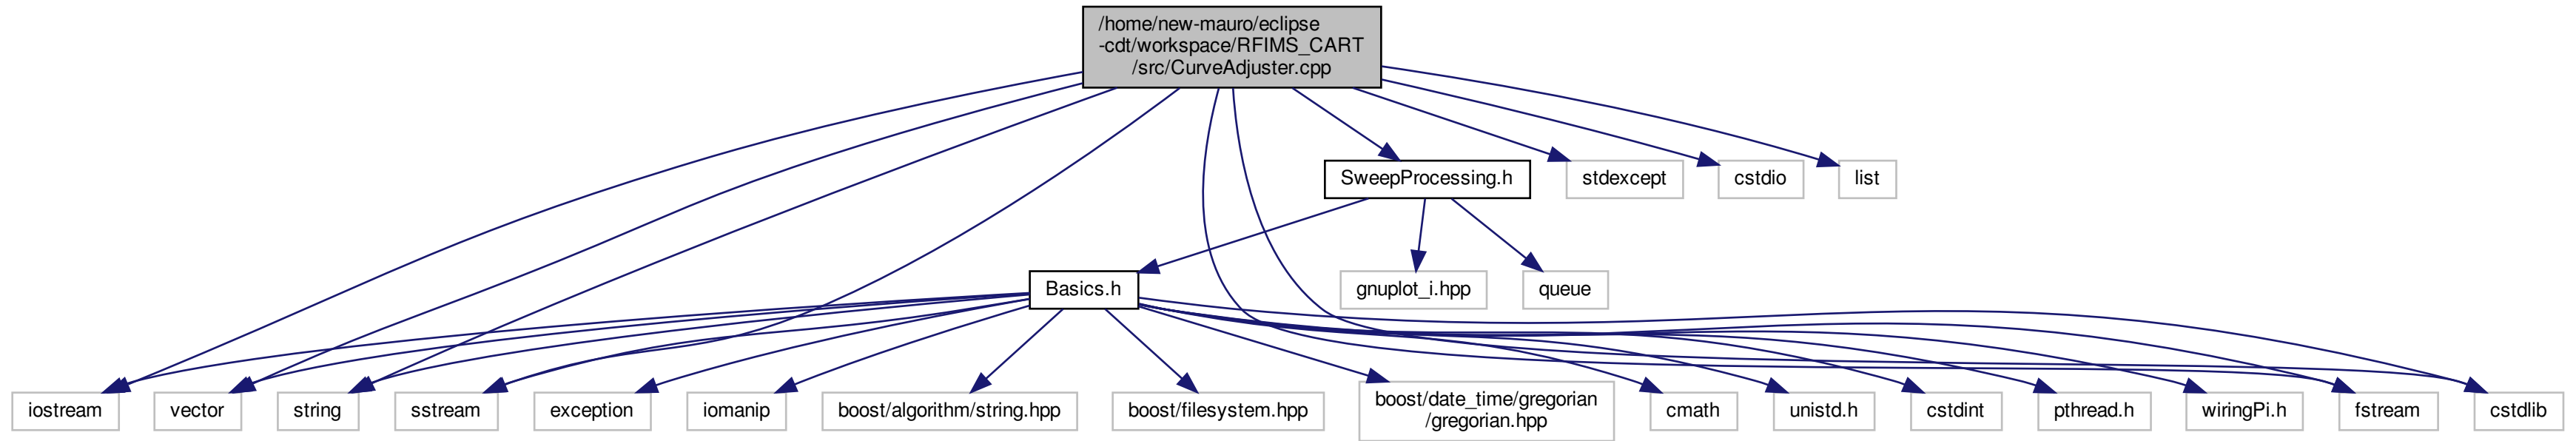 /home/new-mauro/eclipse
-cdt/workspace/RFIMS_CART
/src/CurveAdjuster.cpp
SweepProcessing.h
stdexcept
cstdio
list
Basics.h
gnuplot_i.hpp
queue
iostream
vector
string
sstream
exception
iomanip
boost/algorithm/string.hpp
boost/filesystem.hpp
boost/date_time/gregorian
/gregorian.hpp
cmath
unistd.h
cstdint
pthread.h
wiringPi.h
fstream
cstdlib